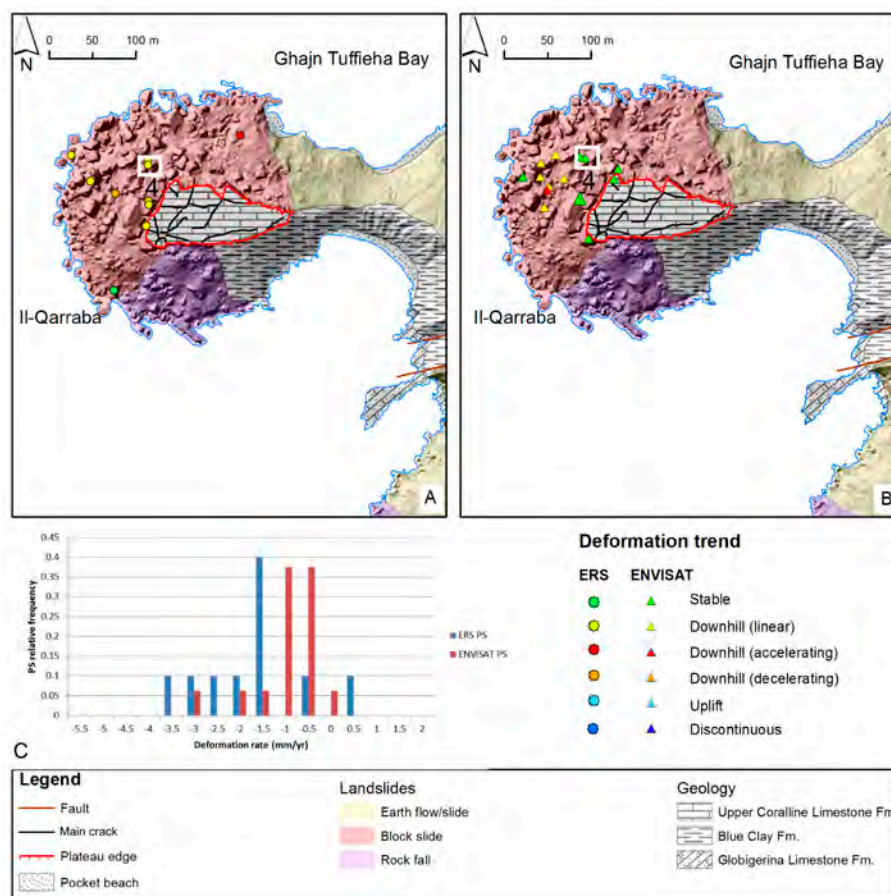 0 50 100 m
N
Ghajn Tuffieha Bay
4
Il-Qarraba
A
0 50 100 m
N
Ghajn Tuffieha Bay
4
Il-Qarraba
B
0.45
0.4
0.35
0.3
0.25
0.2
0.15
0.1
0.05
0
PS relative frequency
-5.5 -5 -4.5 -4 -3.5 -3 -2.5 -2 -1.5 -1 -0.5 0 0.5 1 1.5 2
Deformation rate (mm/yr)
ERS PS
ENVISAT PS
C
Deformation trend
ERS ENVISAT
Stable
Downhill (linear)
Downhill (accelerating)
Downhill (decelerating)
Uplift
Discontinuous
Legend
Fault
Main crack
Plateau edge
Pocket beach
Landslides
Earth flow/slide
Block slide
Rock fall
Geology
Upper Coralline Limestone Fm
Blue Clay Fm.
Globigerina Limestone Fm.